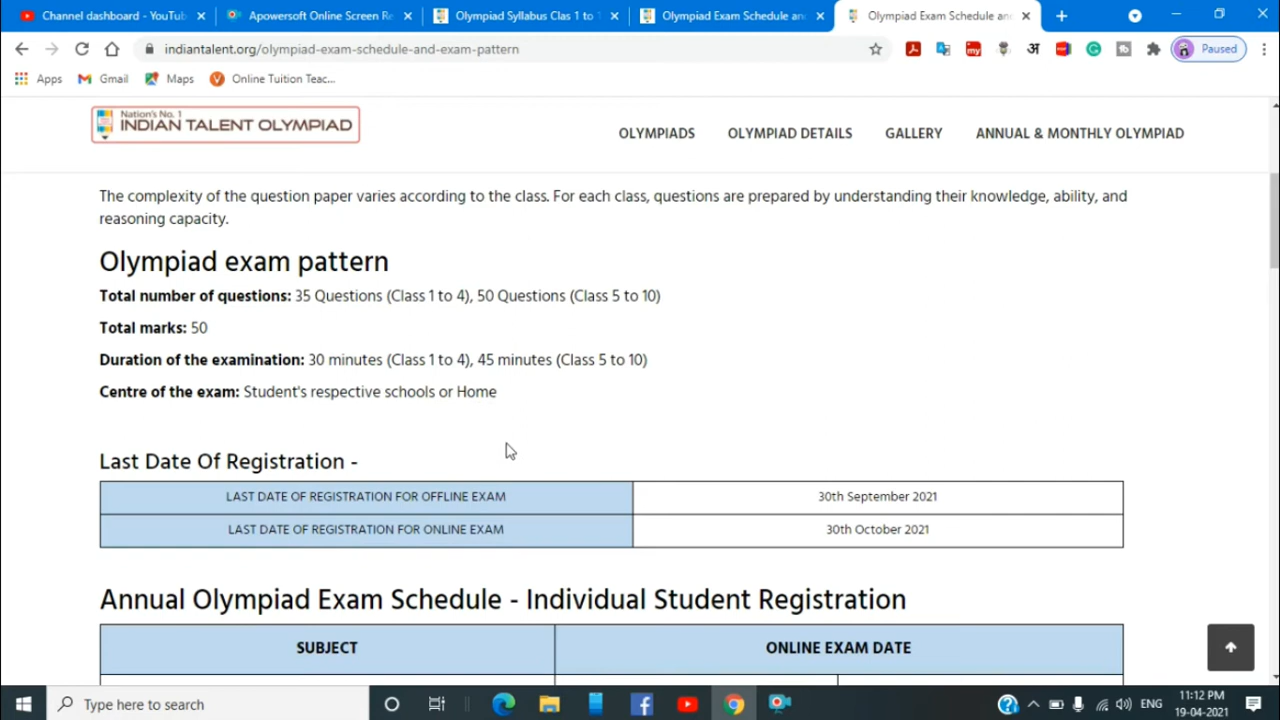 Channel dashboard - YouTub
Apowersoft Online Screen Re
Olympiad Syllabus Clas 1 to 1
Olympiad Exam Schedule and
Olympiad Exam Schedule an
indiantalent.org/olympiad-exam-schedule-and-exam-pattern
Paused
Apps
Gmail
Maps
Online Tuition Teac...
Nation's No. 1
INDIAN TALENT OLYMPIAD
OLYMPIADS
OLYMPIAD DETAILS
GALLERY
ANNUAL & MONTHLY OLYMPIAD
The complexity of the question paper varies according to the class. For each class, questions are prepared by understanding their knowledge, ability, and
reasoning capacity.
Olympiad exam pattern
Total number of questions: 35 Questions (Class 1 to 4), 50 Questions (Class 5 to 10)
Total marks: 50
Duration of the examination: 30 minutes (Class 1 to 4), 45 minutes (Class 5 to 10)
Centre of the exam: Student's respective schools or Home
Last Date Of Registration -
LAST DATE OF REGISTRATION FOR OFFLINE EXAM
30th September 2021
LAST DATE OF REGISTRATION FOR ONLINE EXAM
30th October 2021
Annual Olympiad Exam Schedule - Individual Student Registration
SUBJECT
ONLINE EXAM DATE
Type here to search
ENG
11:12 PM
19-04-2021